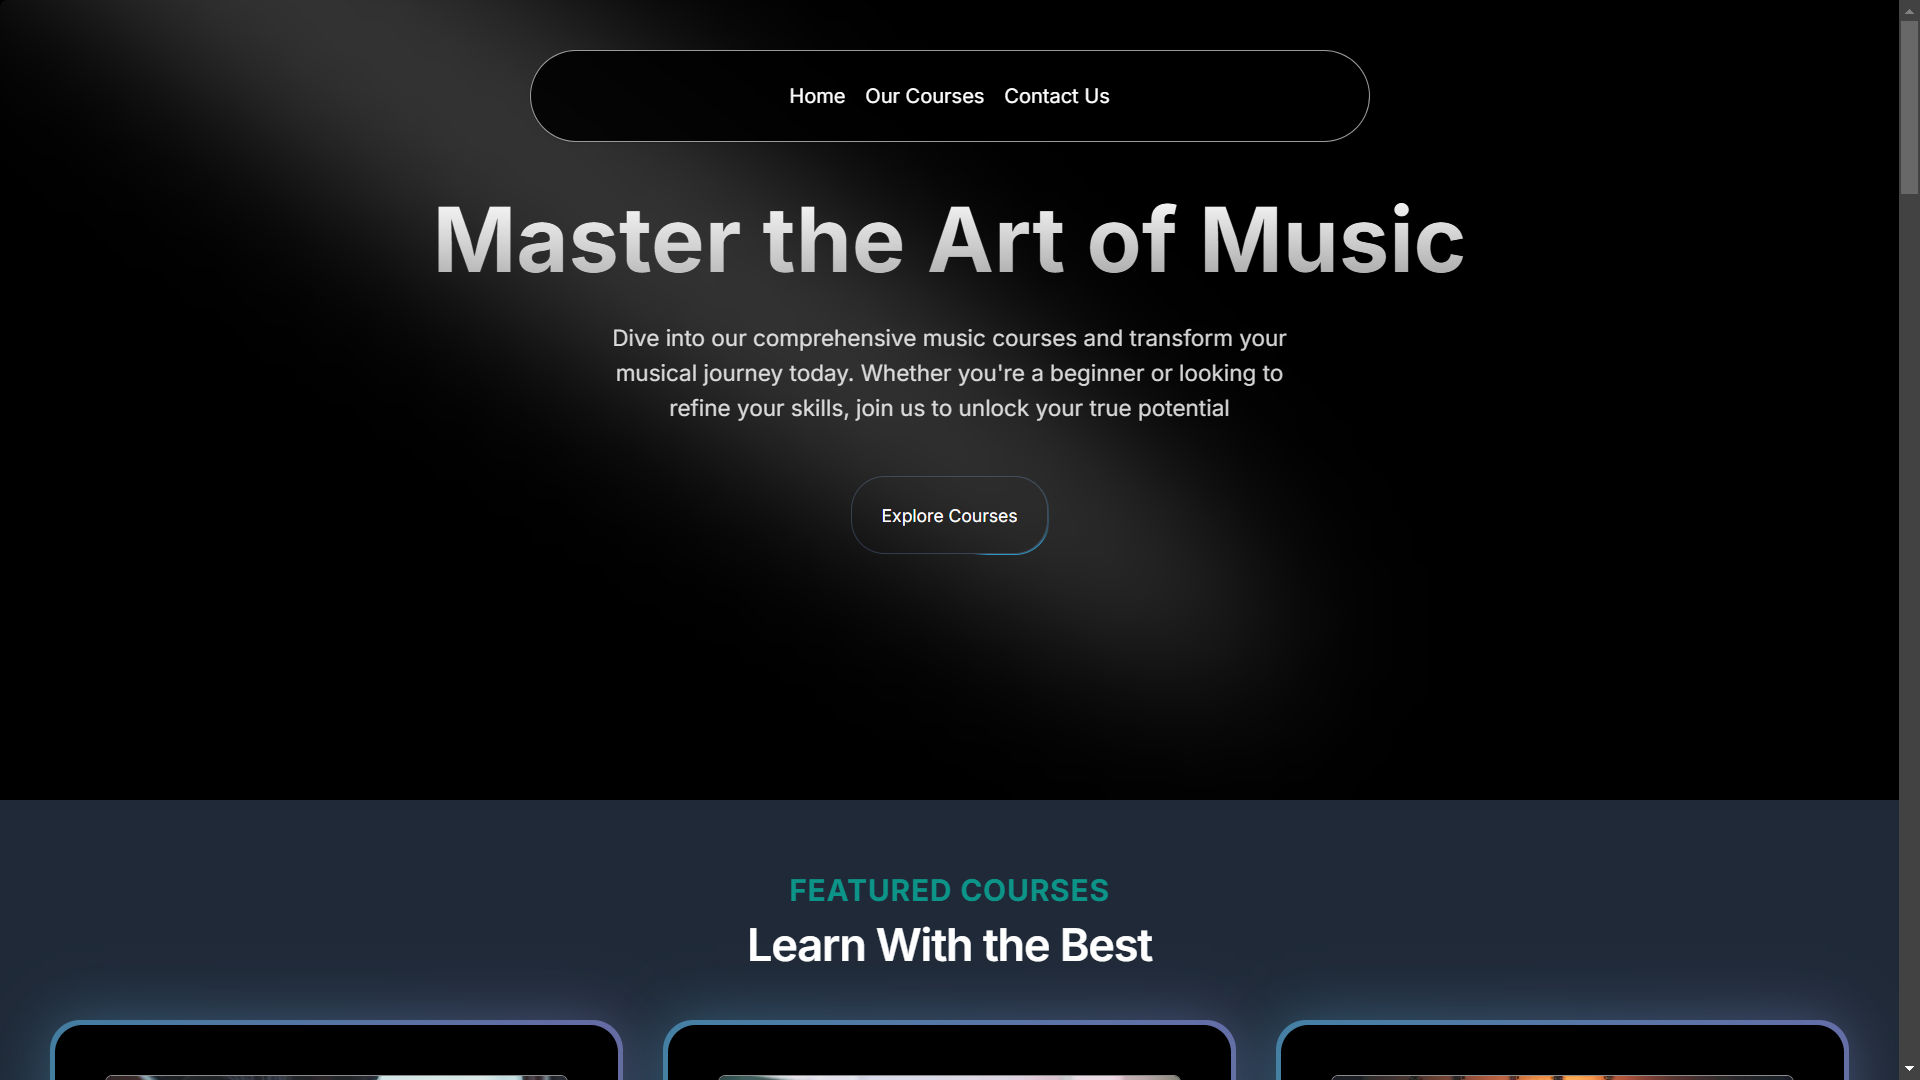 Home Our Courses Contact Us
Master the Art of Music
Dive into our comprehensive music courses and transform your
musical journey today. Whether you're a beginner or looking to
refine your skills, join us to unlock your true potential
Explore Courses
FEATURED COURSES
Learn With the Best